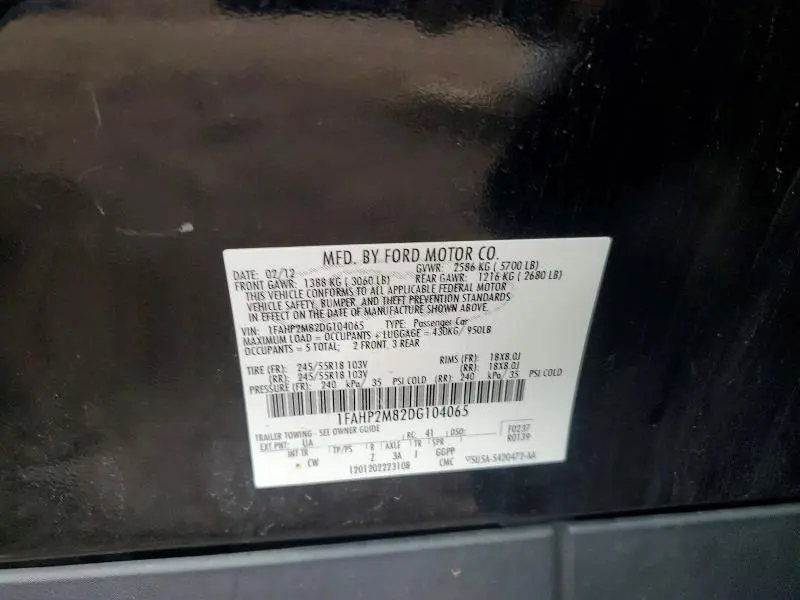 MFD. BY FORD MOTOR CO.
DATE: 02/12 GVWR: 2586 KG ( 5700 LB)
FRONT GAWR: 1388 KG ( 3060 LB) REAR GAWR: 1216 KG ( 2680 LB)
THIS VEHICLE CONFORMS TO ALL APPLICABLE FEDERAL MOTOR
VEHICLE SAFETY, BUMPER, AND THEFT PREVENTION STANDARDS
IN EFFECT ON THE DATE OF MANUFACTURE SHOWN ABOVE.
VIN: 1FAHP2M82DG104065 TYPE: Passenger Car
MAXIMUM LOAD = OCCUPANTS + LUGGAGE = 430KG/ 950LB
OCCUPANTS = 5 TOTAL; 2 FRONT, 3 REAR
TIRE (FR): 245/55R18 103V RIMS (FR): 18X8.0J
(RR): 245/55R18 103V (RR): 18X8.0J
PRESSURE (FR): 240 kPa/ 35 PSI COLD (RR): 240 kPa/ 35 PSI COLD
1FAHP2M82DG104065
TRAILER TOWING - SEE OWNER GUIDE
EXT PNT: UA RC: 41 DSO: F0237
R0139
INT TR TP/PS R AXLE TR SPR
CW 2 3A J GGPP
1201202223108 CMC